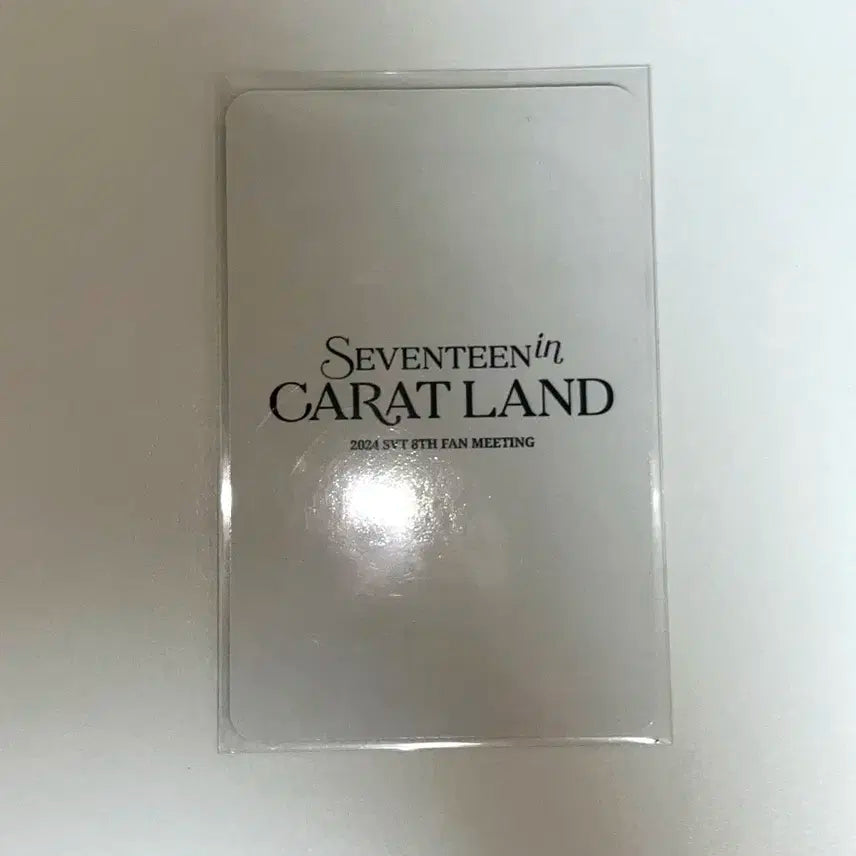 SEVENTEEN in
CARAT LAND
2024 SVT 8TH FAN MEETING